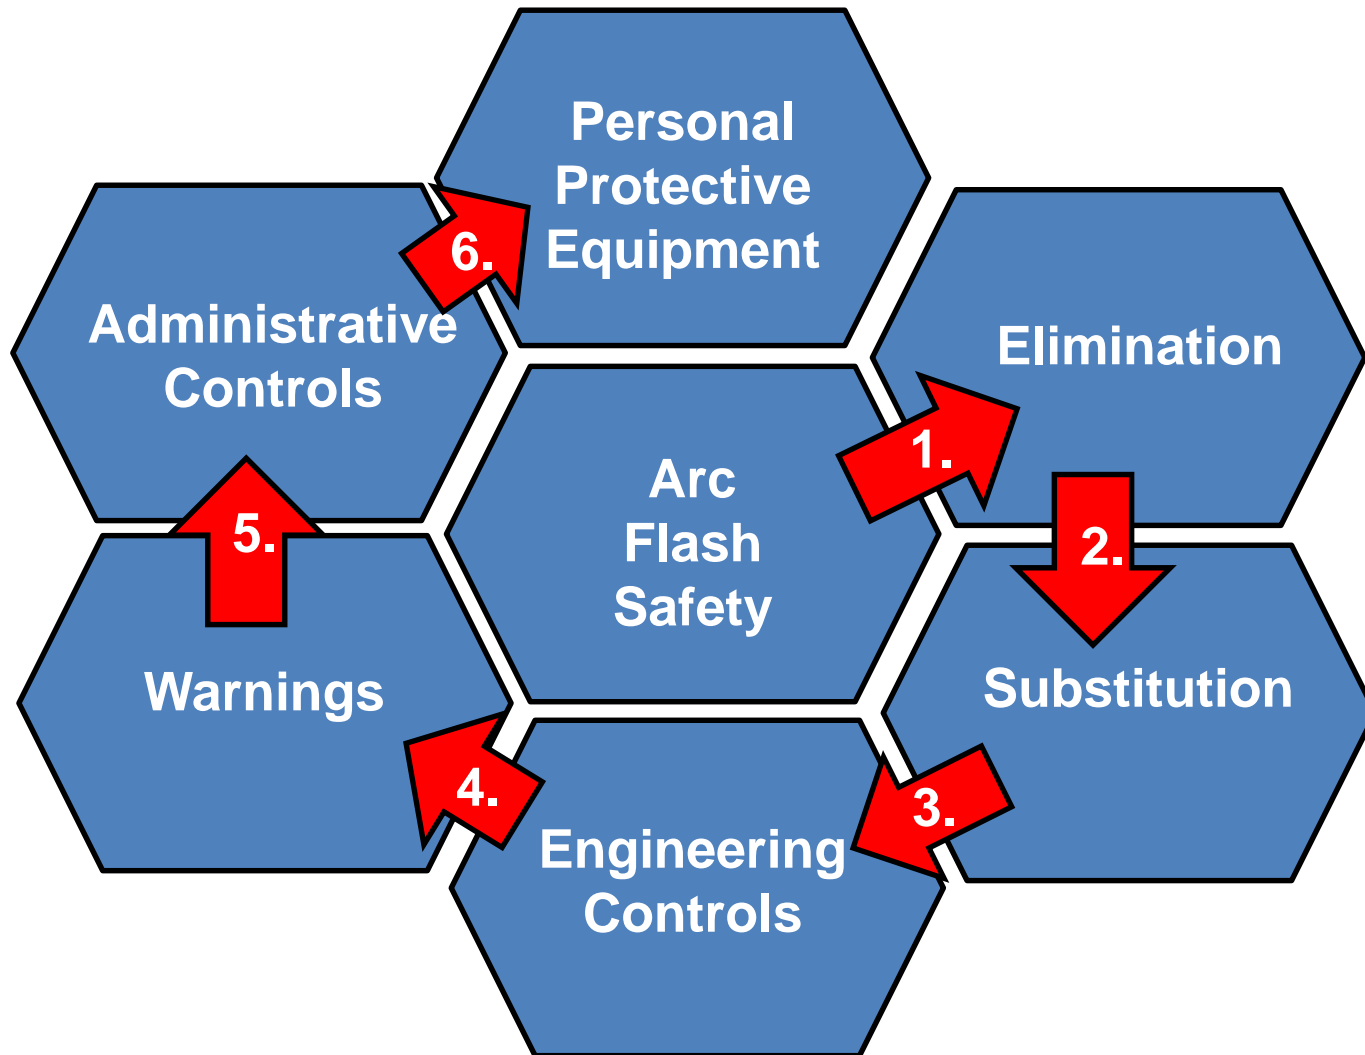 Personal
Protective
Equipment
6.
Administrative
Controls
Elimination
1.
Arc
Flash
Safety
5.
2.
Warnings
Substitution
4.
3.
Engineering
Controls